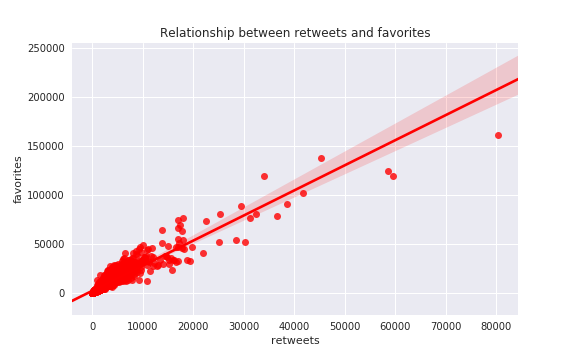 Relationship between retweets and favorites
250000
200000
150000
100000
50000
0
favorites
0 10000 20000 30000 40000 50000 60000 70000 80000
retweets